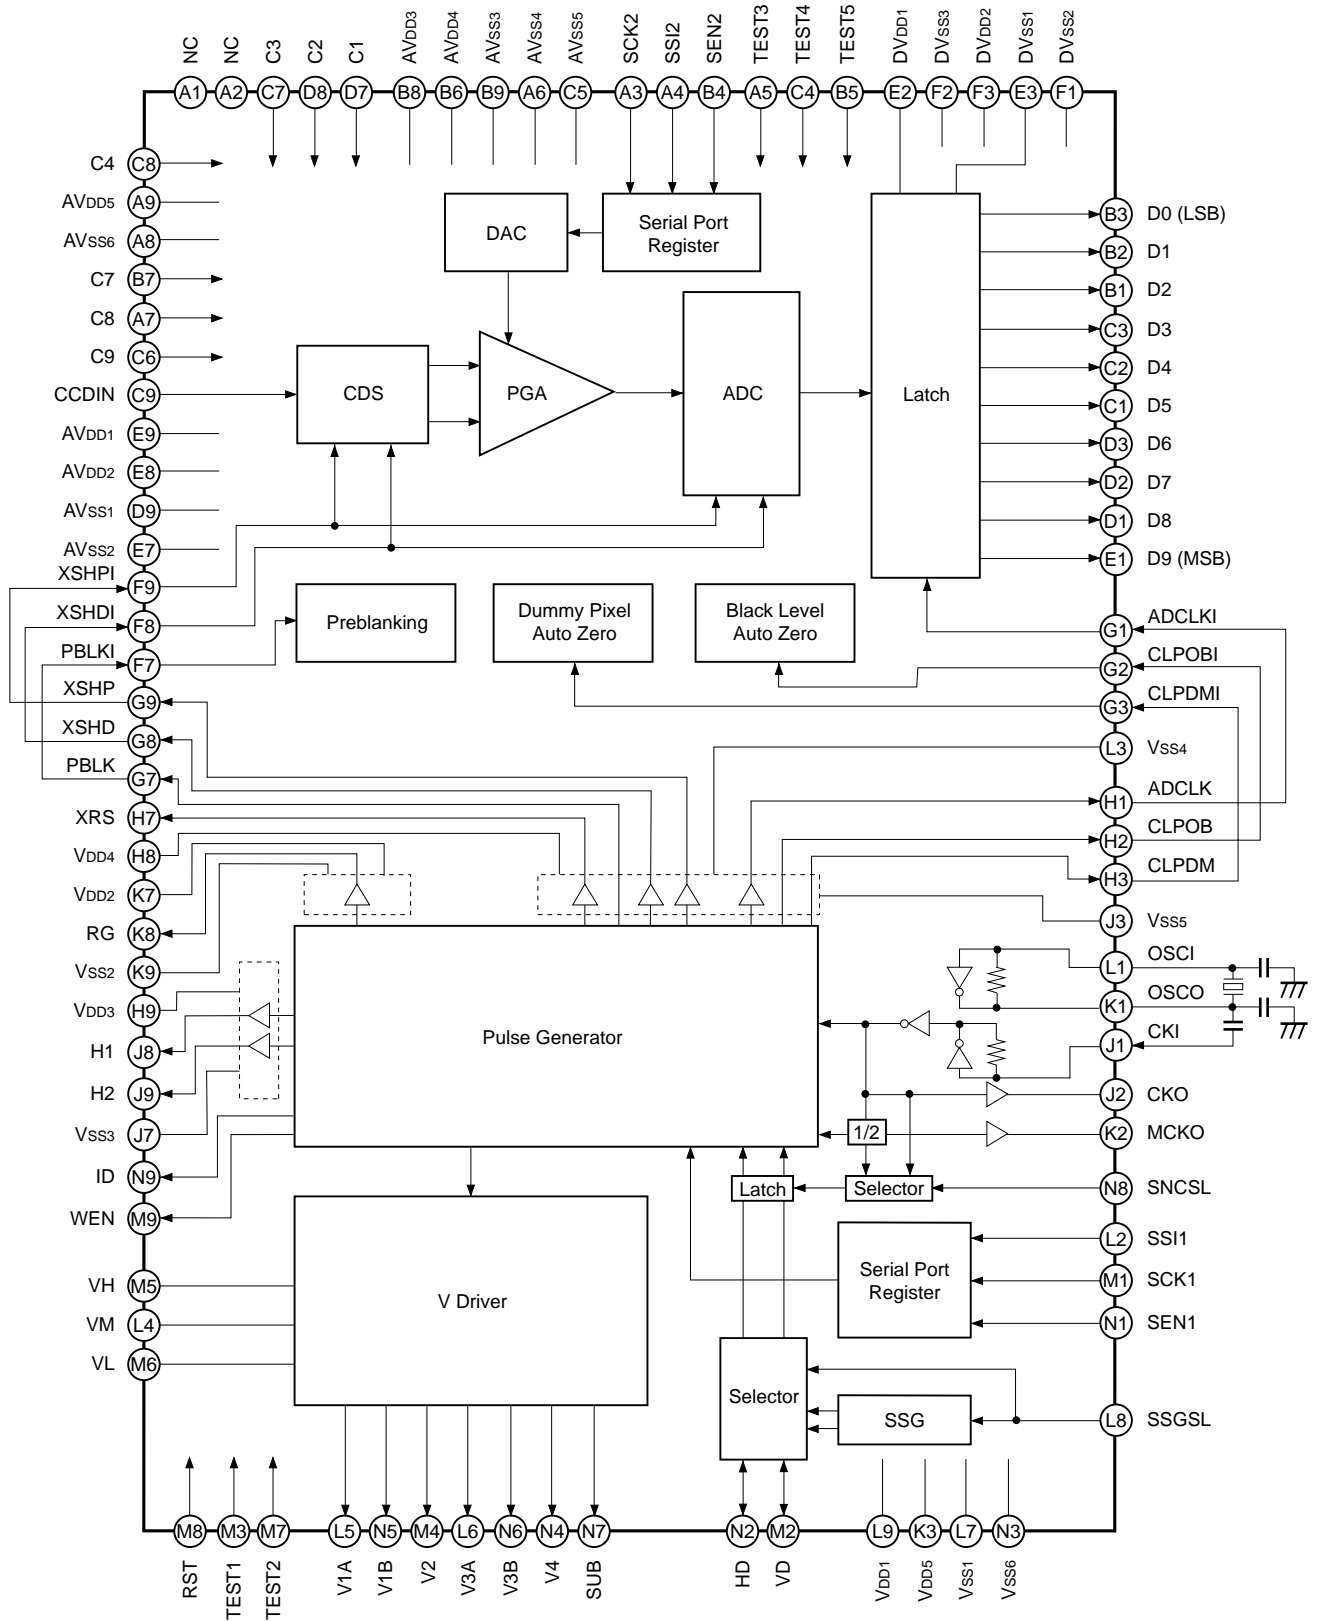 NC
NC
C3
C2
C1
AVDD3
AVDD4
AVSS3
AVSS4
AVSS5
SCK2
SSI2
SEN2
TEST3
TEST4
TEST5
DVDD1
DVSS3
DVDD2
DVSS1
DVSS2
A1
A2
C7
D8
D7
B8
B6
B9
A6
C5
A3
A4
B4
A5
C4
B5
E2
F2
F3
E3
F1
C4 C8
AVDD5 A9
AVSS6 A8
C7 B7
C8 A7
C9 C6
CCDIN C9
AVDD1 E9
AVDD2 E8
AVSS1 D9
AVSS2 E7
XSHPI F9
XSHDI F8
PBLKI F7
XSHP G9
XSHD G8
PBLK G7
XRS H7
VDD4 H8
VDD2 K7
RG K8
VSS2 K9
VDD3 H9
H1 J8
H2 J9
VSS3 J7
ID N9
WEN M9
VH M5
VM L4
VL M6
DAC
Serial Port
Register
CDS
PGA
ADC
Latch
Preblanking
Dummy Pixel
Auto Zero
Black Level
Auto Zero
Pulse Generator
1/2
Latch
Selector
V Driver
Serial Port
Register
Selector
SSG
B3 D0 (LSB)
B2 D1
B1 D2
C3 D3
C2 D4
C1 D5
D3 D6
D2 D7
D1 D8
E1 D9 (MSB)
G1 ADCLKI
G2 CLPOBI
G3 CLPDMI
L3 VSS4
H1 ADCLK
H2 CLPOB
H3 CLPDM
J3 VSS5
L1 OSCI
K1 OSCO
J1 CKI
J2 CKO
K2 MCKO
N8 SNCSL
L2 SSI1
M1 SCK1
N1 SEN1
L8 SSGSL
M8
M3
M7
L5
N5
M4
L6
N6
N4
N7
N2
M2
L9
K3
L7
N3
RST
TEST1
TEST2
V1A
V1B
V2
V3A
V3B
V4
SUB
HD
VD
VDD1
VDD5
VSS1
VSS6